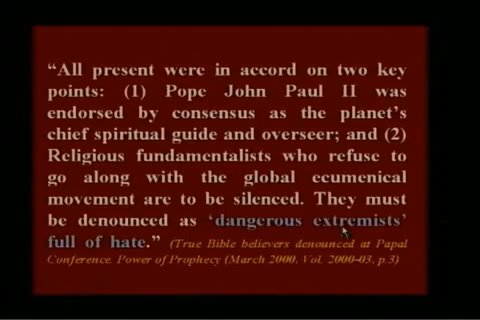 “All present were in accord on two key
points: (1) Pope John Paul II was
endorsed by consensus as the planet's
chief spiritual guide and overseer; and (2)
Religious fundamentalists who refuse to
go along with the global ecumenical
movement are to be silenced. They must
be denounced as ‘dangerous extremists’
full of hate.” (True Bible believers denounced at Papal
Conference. Power of Prophecy (March 2000, Vol. 2000-03, p.3)